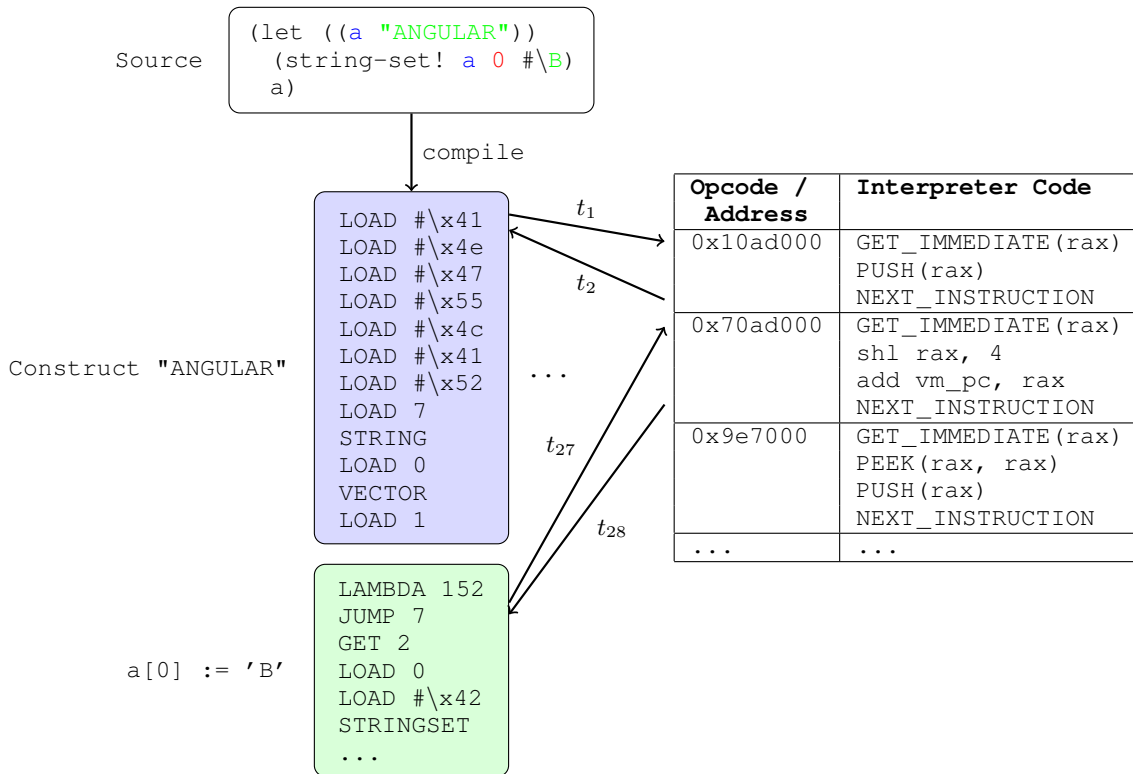 Source
(let ((a "ANGULAR"))
(string-set! a 0 #\B)
a)
compile
Construct "ANGULAR"
LOAD #\x41
LOAD #\x4e
LOAD #\x47
LOAD #\x55
LOAD #\x4c
LOAD #\x41
LOAD #\x52
LOAD 7
STRING
LOAD 0
VECTOR
LOAD 1
a[0] := 'B'
LAMBDA 152
JUMP 7
GET 2
LOAD 0
LOAD #\x42
STRINGSET
...
t1
t2
...
t27
t28
Opcode / Address
Interpreter Code
0x10ad000
GET_IMMEDIATE(rax)
PUSH(rax)
NEXT_INSTRUCTION
0x70ad000
GET_IMMEDIATE(rax)
shl rax, 4
add vm_pc, rax
NEXT_INSTRUCTION
0x9e7000
GET_IMMEDIATE(rax)
PEEK(rax, rax)
PUSH(rax)
NEXT_INSTRUCTION
...
...